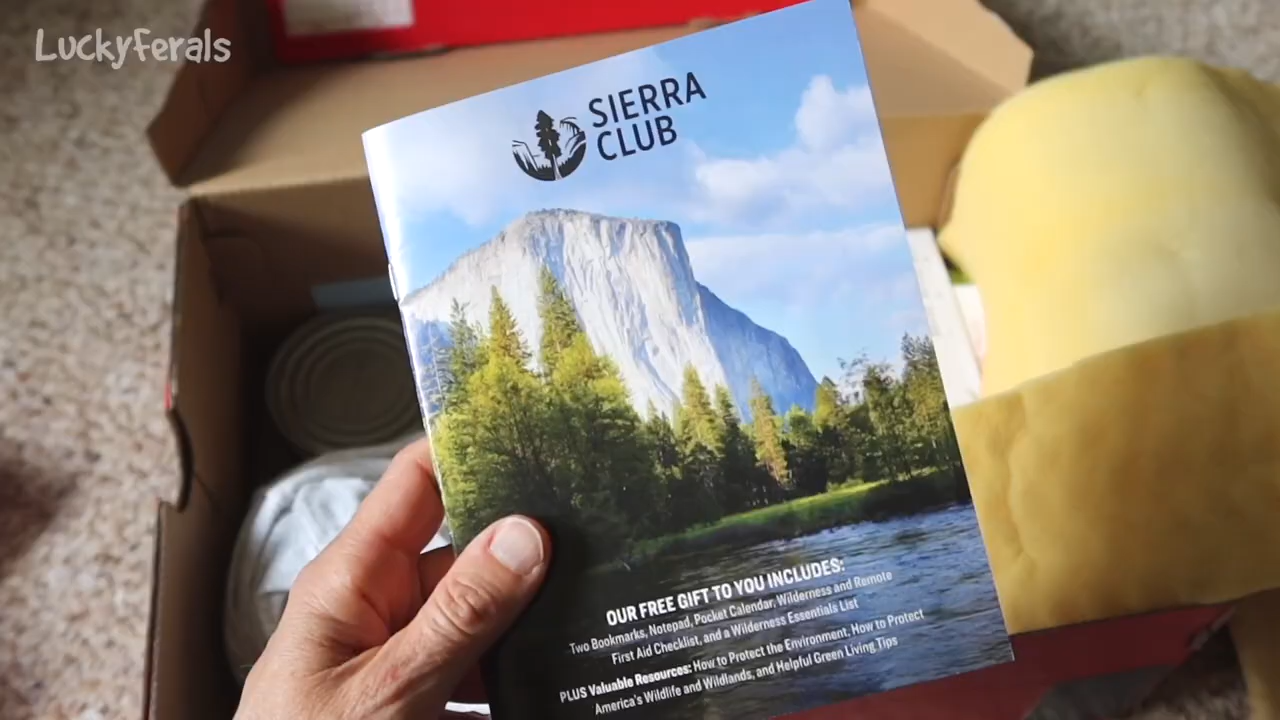 LuckyFerals
SIERRA
CLUB
OUR FREE GIFT TO YOU INCLUDES:
Two Bookmarks, Notepad, Pocket Calendar, Wilderness and Remote
First Aid Checklist, and a Wilderness Essentials List
PLUS Valuable Resources: How to Protect the Environment, How to Protect
America's Wildlife and Wildlands, and Helpful Green Living Tips